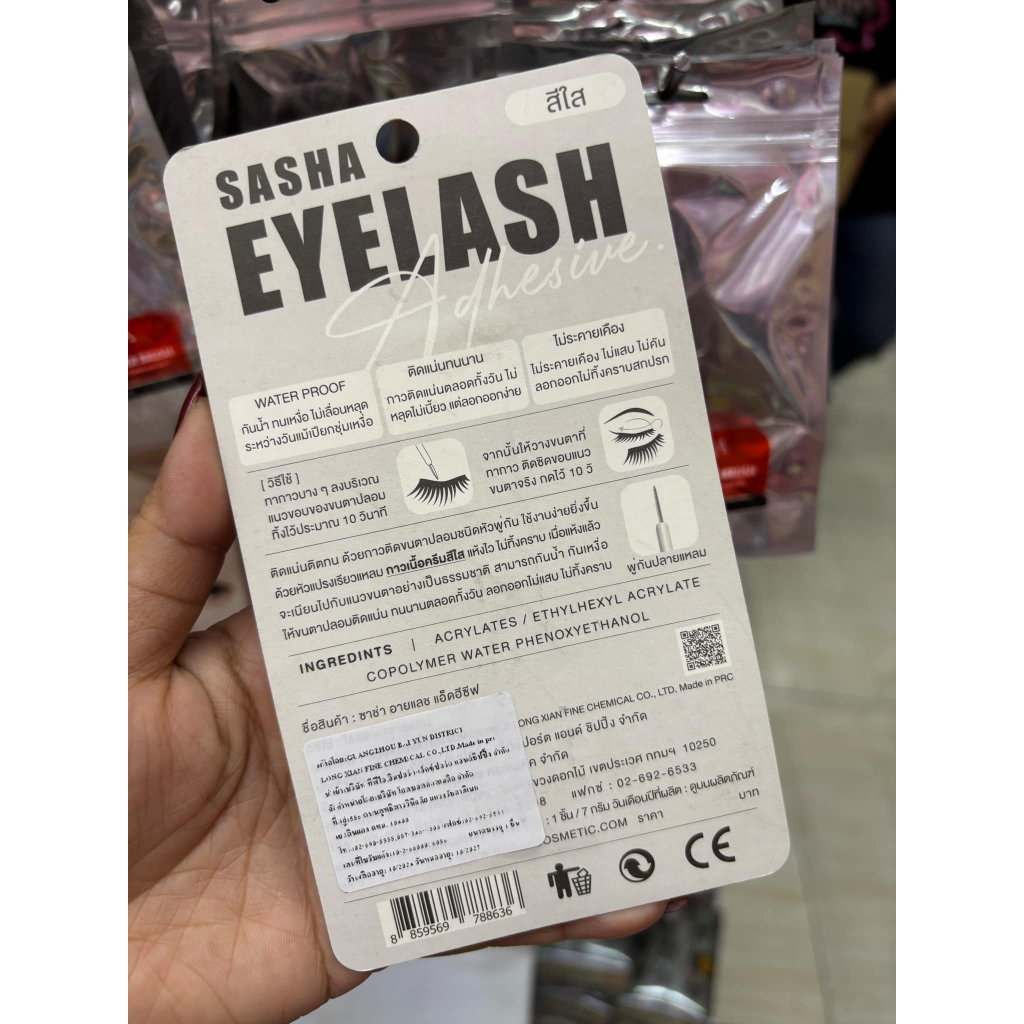 สีใส
SASHA
EYELASH
Adhesive.
WATER PROOF
กันน้ำ ทนเหงื่อ ไม่เลื่อนหลุด
ระหว่างวันแม้เปียกชุ่มเหงื่อ
ติดแน่นทนนาน
กาวติดแน่นตลอดทั้งวัน ไม่
หลุดไม่เบี้ยว แต่ลอกออกง่าย
ไม่ระคายเคือง
ไม่ระคายเคือง ไม่แสบ ไม่คัน
ลอกออกไม่ทิ้งคราบสกปรก
[ วิธีใช้ ]
ทากาวบาง ๆ ลงบริเวณ
แนวขอบของขนตาปลอม
ทิ้งไว้ประมาณ 10 วินาที
จากนั้นให้วางขนตาที่
ทากาว ติดชิดขอบแนว
ขนตาจริง กดไว้ 10 วิ
ติดแน่นติดทน ด้วยกาวติดขนตาปลอมชนิดหัวพู่กัน ใช้งานง่ายยิ่งขึ้น
ด้วยหัวแปรงเรียวแหลม กาวเนื้อครีมสีใส แห้งไว ไม่ทิ้งคราบ เมื่อแห้งแล้ว
จะเนียนไปกับแนวขนตาอย่างเป็นธรรมชาติ สามารถกันน้ำ กันเหงื่อ
ให้ขนตาปลอมติดแน่น ทนนานตลอดทั้งวัน ลอกออกไม่แสบ ไม่ทิ้งคราบ
พู่กันปลายแหลม
INGREDINTS | ACRYLATES / ETHYLHEXYL ACRYLATE
COPOLYMER WATER PHENOXYETHANOL
ชื่อสินค้า : ซาช่า อายแลช แอ็ดฮีซีฟ
ONG XIAN FINE CHEMICAL CO., LTD. Made in PRC
ปอร์ต แอนด์ ชิปปิ้ง จำกัด
ค จำกัด
ขวงดอกไม้ เขตประเวศ กทมฯ 10250
8 แฟกซ์ : 02-692-6533
: 1 ชิ้น / 7 กรัม วันเดือนปีที่ผลิต : ดูบนผลิตภัณฑ์
OSMETIC.COM ราคา บาท
GUANGZHOU BAI YUN DISTRICT
LONG XIAN FINE CHEMICAL CO.,LTD.Made in prc
CE
8 859569 788636